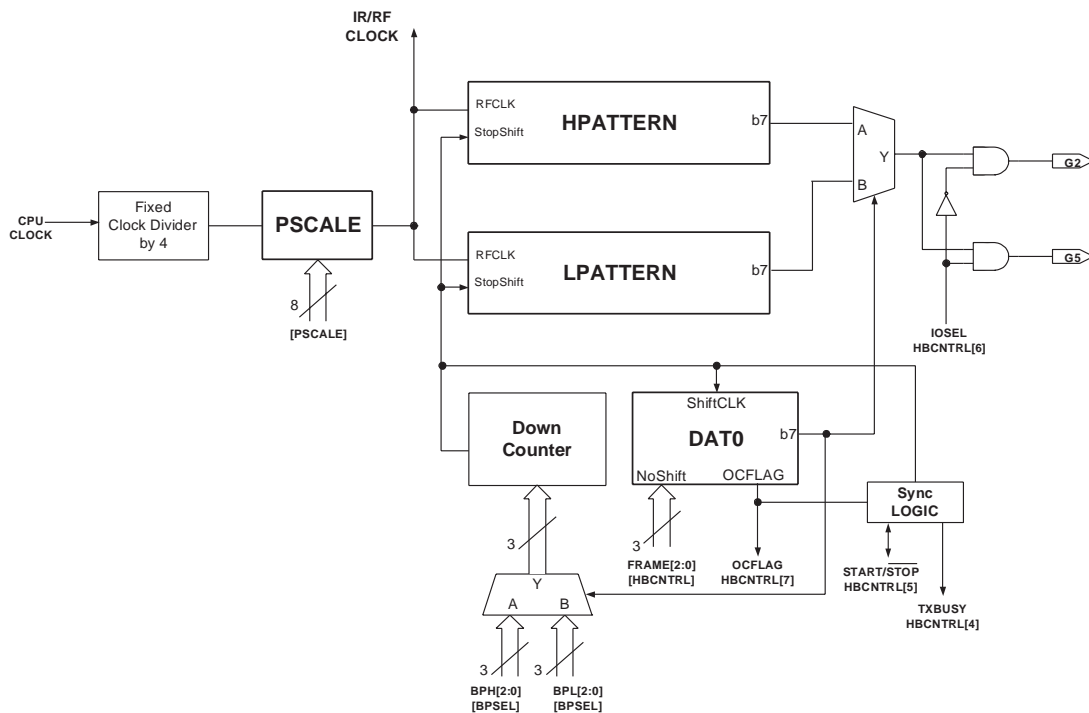 IR/RF
CLOCK
RFCLK
HPATTERN
b7
StopShift
A
Y
B
G2
CPU
CLOCK
Fixed
Clock Divider
by 4
PSCALE
RFCLK
LPATTERN
b7
StopShift
G5
8
[PSCALE]
IOSEL
HBCNTRL[6]
Down
Counter
ShiftCLK
DAT0
b7
NoShift
OCFLAG
Sync
LOGIC
3
3
FRAME[2:0]
[HBCNTRL]
OCFLAG
HBCNTRL[7]
START/STOP
HBCNTRL[5]
TXBUSY
HBCNTRL[4]
Y
A
B
3
3
BPH[2:0]
[BPSEL]
BPL[2:0]
[BPSEL]